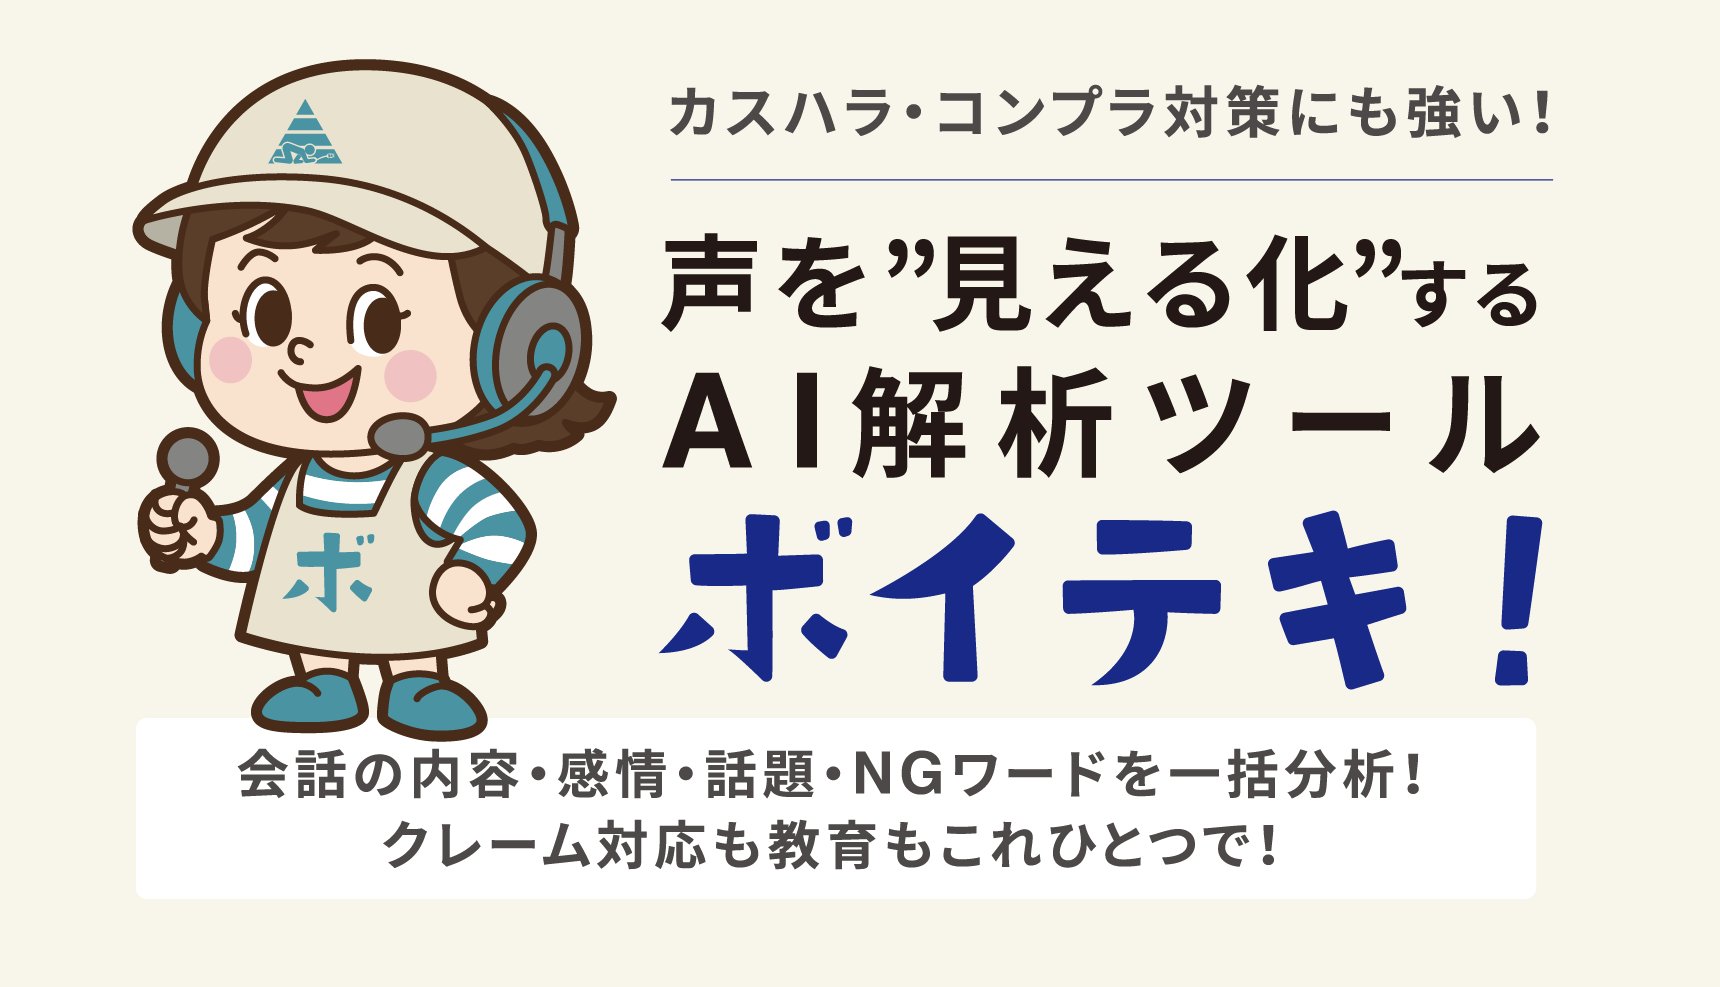 カスハラ・コンプラ対策にも強い！
声を”見える化”する
AI解析ツール
ボイテキ！
ボ
会話の内容・感情・話題・NGワードを一括分析！
クレーム対応も教育もこれひとつで！